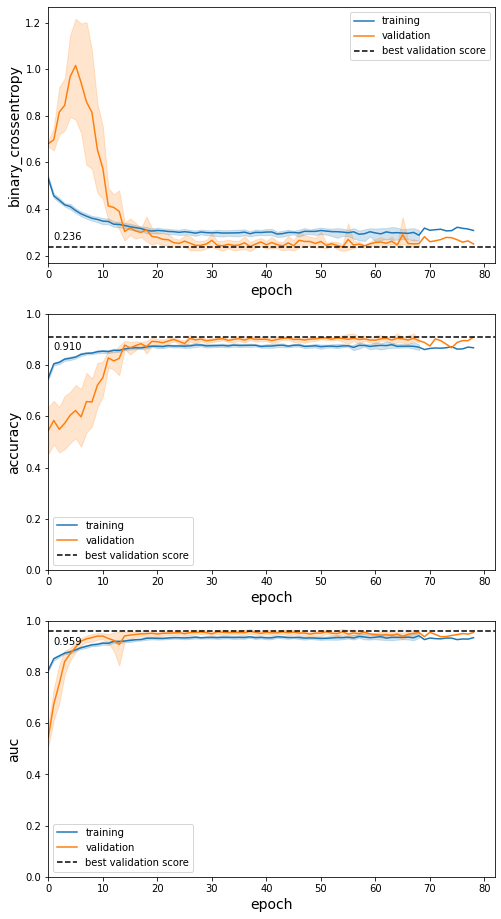 training
validation
best validation score
1.2
1.0
0.8
0.6
0.4
0.2
0.236
binary_crossentropy
0 10 20 30 40 50 60 70 80
epoch
1.0
0.8
0.6
0.4
0.2
0.0
0.910
accuracy
training
validation
best validation score
0 10 20 30 40 50 60 70 80
epoch
1.0
0.8
0.6
0.4
0.2
0.0
0.959
auc
training
validation
best validation score
0 10 20 30 40 50 60 70 80
epoch